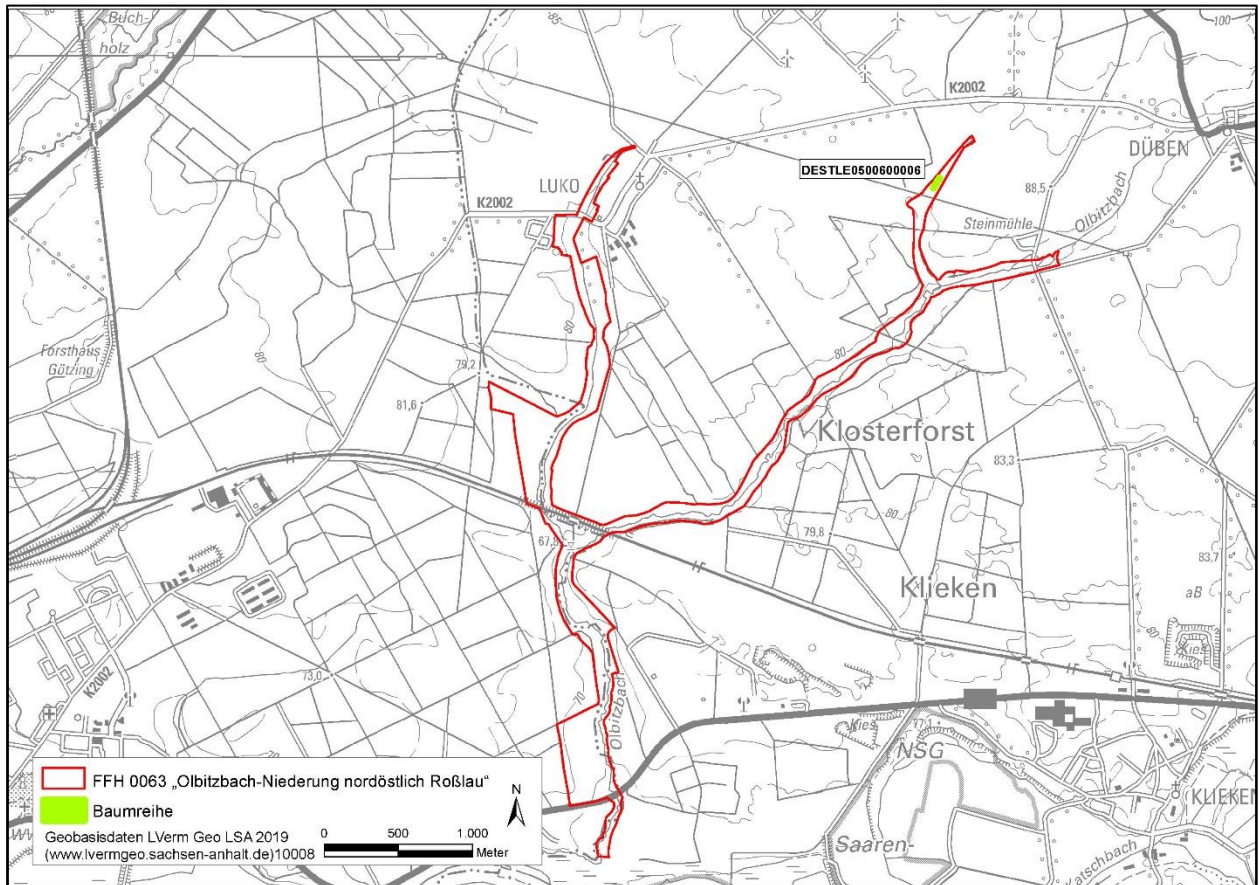 Buch-
holz
85
100
K2002
DÜBEN
DESTLE0500600006
LUKO
88,5
Olbitzbach
Steinmühle
K2002
80
80
Forsthaus
Götzing
80
79,2
81,6
Klosterforst
83,3
79,8
83,7
Klieken
aB
80
Kies
73,0
70
Olbitzbach
K2002
Kies
77,1
NSG
KLIEKEN
Saaren-
FFH 0063 „Olbitzbach-Niederung nordöstlich Roßlau“
Baumreihe
Geobasisdaten LVerm Geo LSA 2019
(www.lvermgeo.sachsen-anhalt.de)10008
N
0 500 1.000
Meter